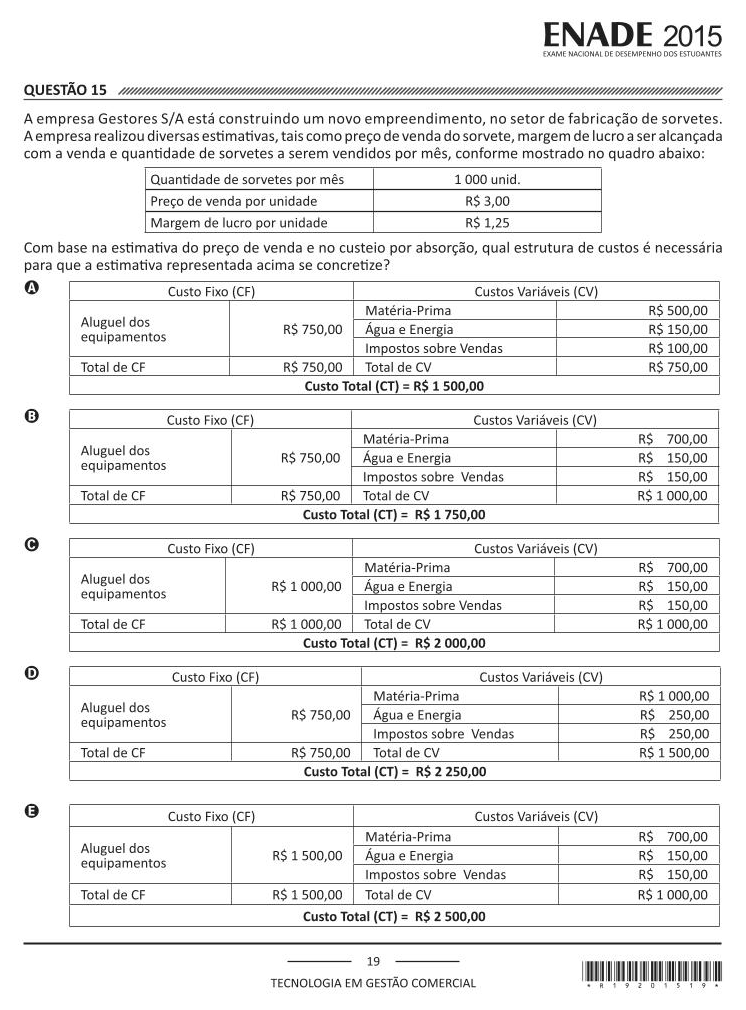 ENADE 2015
EXAME NACIONAL DE DESEMPENHO DOS ESTUDANTES
QUESTÃO 15
A empresa Gestores S/A está construindo um novo empreendimento, no setor de fabricação de sorvetes.
A empresa realizou diversas estimativas, tais como preço de venda do sorvete, margem de lucro a ser alcançada
com a venda e quantidade de sorvetes a serem vendidos por mês, conforme mostrado no quadro abaixo:
Quantidade de sorvetes por mês 1 000 unid.
Preço de venda por unidade R$ 3,00
Margem de lucro por unidade R$ 1,25
Com base na estimativa do preço de venda e no custeio por absorção, qual estrutura de custos é necessária
para que a estimativa representada acima se concretize?
A
Custo Fixo (CF) Custos Variáveis (CV)
Aluguel dos
equipamentos
R$ 750,00
Matéria-Prima R$ 500,00
Água e Energia R$ 150,00
Impostos sobre Vendas R$ 100,00
Total de CF R$ 750,00 Total de CV R$ 750,00
Custo Total (CT) = R$ 1 500,00
B
Custo Fixo (CF) Custos Variáveis (CV)
Aluguel dos
equipamentos
R$ 750,00
Matéria-Prima R$ 700,00
Água e Energia R$ 150,00
Impostos sobre Vendas R$ 150,00
Total de CF R$ 750,00 Total de CV R$ 1 000,00
Custo Total (CT) = R$ 1 750,00
C
Custo Fixo (CF) Custos Variáveis (CV)
Aluguel dos
equipamentos
R$ 1 000,00
Matéria-Prima R$ 700,00
Água e Energia R$ 150,00
Impostos sobre Vendas R$ 150,00
Total de CF R$ 1 000,00 Total de CV R$ 1 000,00
Custo Total (CT) = R$ 2 000,00
D
Custo Fixo (CF) Custos Variáveis (CV)
Aluguel dos
equipamentos
R$ 750,00
Matéria-Prima R$ 1 000,00
Água e Energia R$ 250,00
Impostos sobre Vendas R$ 250,00
Total de CF R$ 750,00 Total de CV R$ 1 500,00
Custo Total (CT) = R$ 2 250,00
E
Custo Fixo (CF) Custos Variáveis (CV)
Aluguel dos
equipamentos
R$ 1 500,00
Matéria-Prima R$ 700,00
Água e Energia R$ 150,00
Impostos sobre Vendas R$ 150,00
Total de CF R$ 1 500,00 Total de CV R$ 1 000,00
Custo Total (CT) = R$ 2 500,00
19
TECNOLOGIA EM GESTÃO COMERCIAL
* R 1 9 2 0 1 5 1 9 *